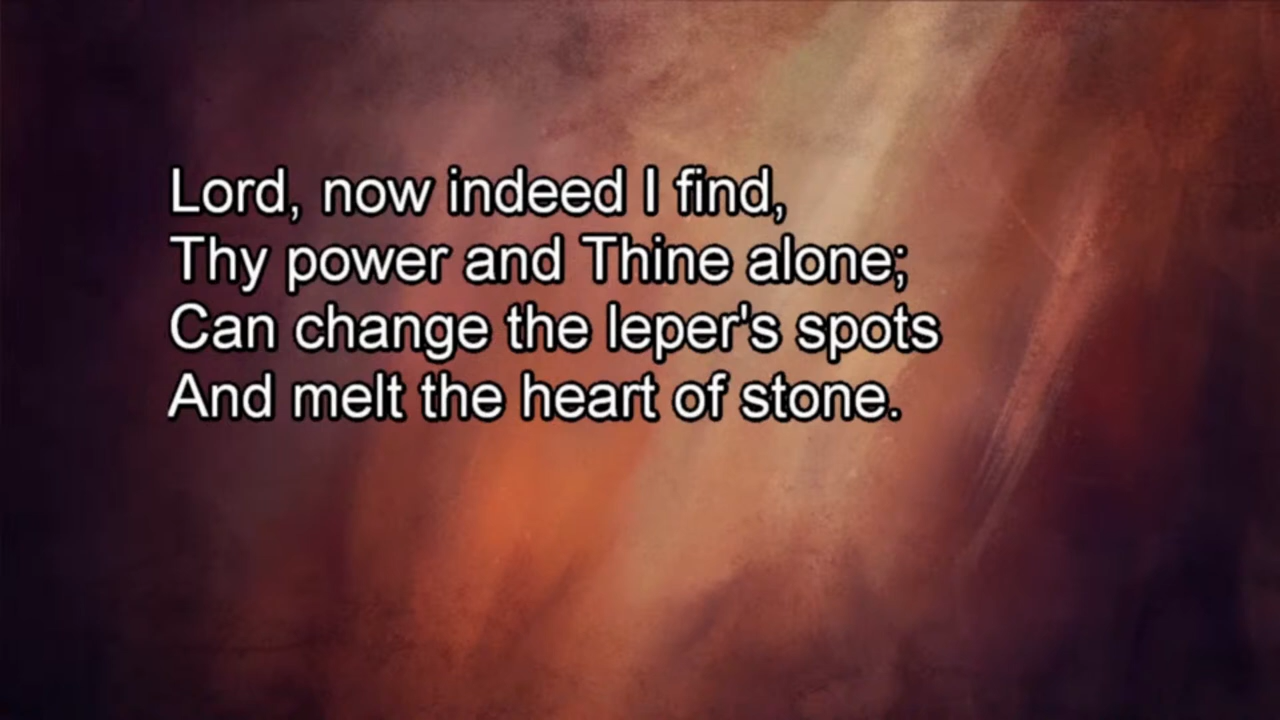 Lord, now indeed I find,
Thy power and Thine alone;
Can change the leper's spots
And melt the heart of stone.